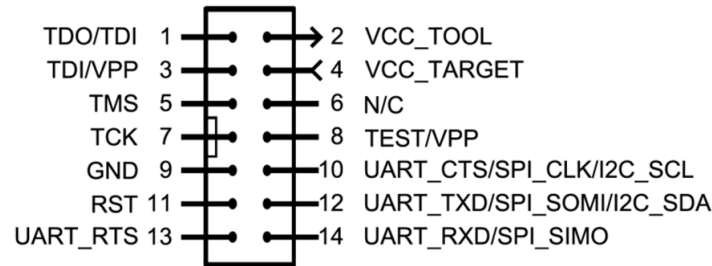 TDO/TDI 1 2 VCC_TOOL
TDI/VPP 3 4 VCC_TARGET
TMS 5 6 N/C
TCK 7 8 TEST/VPP
GND 9 10 UART_CTS/SPI_CLK/I2C_SCL
RST 11 12 UART_TXD/SPI_SOMI/I2C_SDA
UART_RTS 13 14 UART_RXD/SPI_SIMO